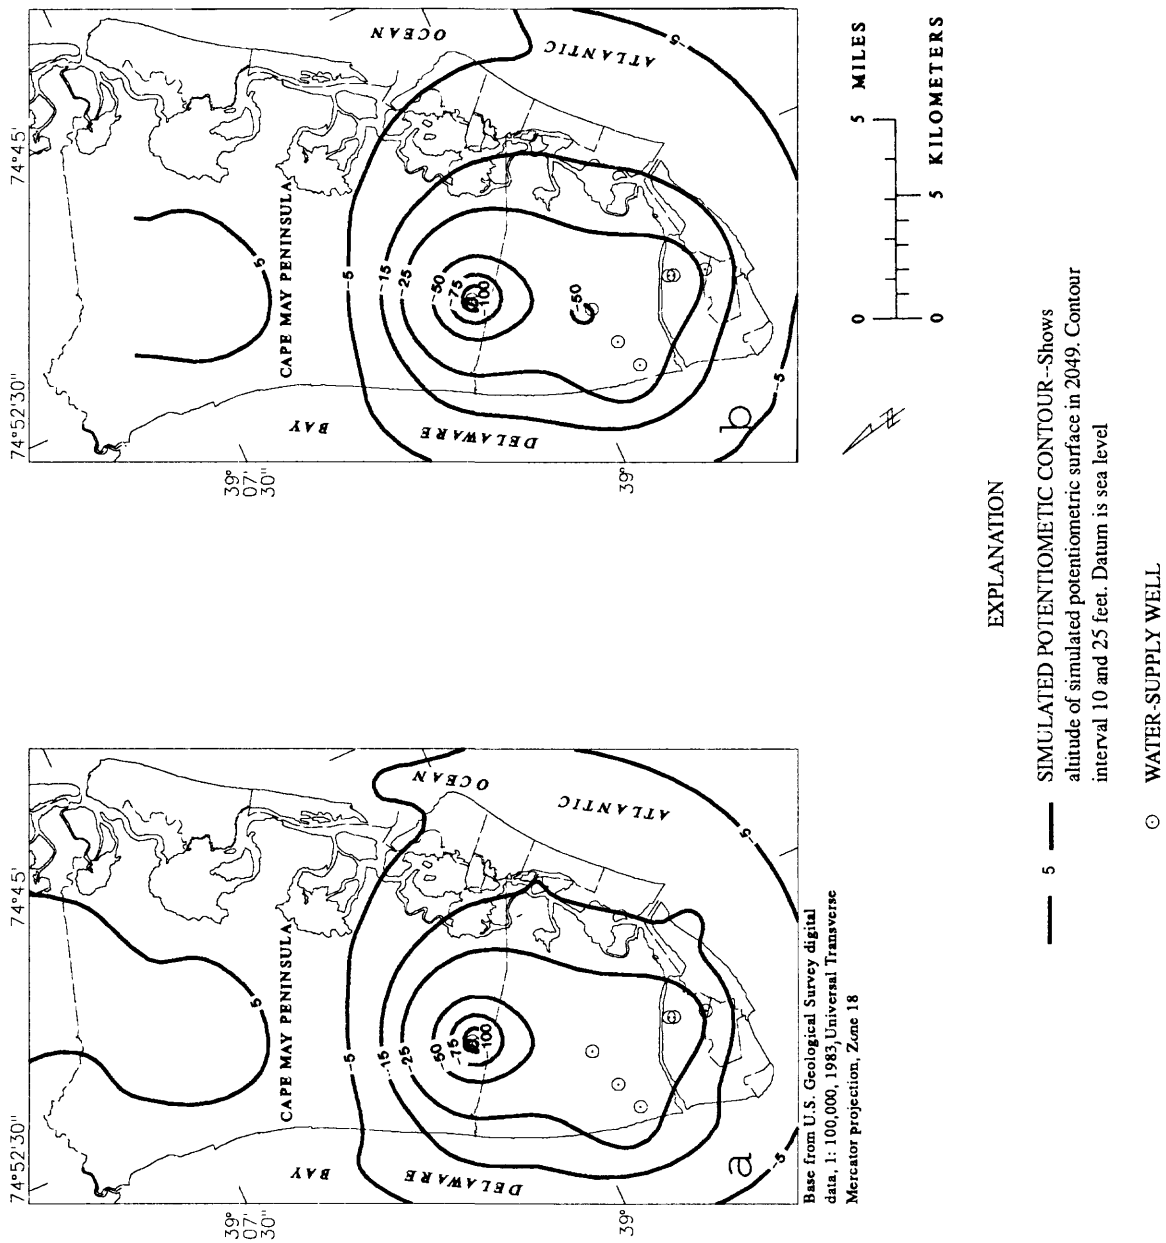 74°52'30"
74°45'
39°
07'
30"
39°
CAPE MAY PENINSULA
DELAWARE
BAY
ATLANTIC
OCEAN
5
-5
-15
-25
-50
-75
-100
-5
-5
a
Base from U.S. Geological Survey digital
data, 1: 100,000, 1983, Universal Transverse
Mercator projection, Zone 18
74°52'30"
74°45'
39°
07'
30"
39°
CAPE MAY PENINSULA
DELAWARE
BAY
ATLANTIC
OCEAN
5
-5
-15
-25
-50
-75
-100
-50
-5
-5
b
N
0 5 MILES
0 5 KILOMETERS
EXPLANATION
5 SIMULATED POTENTIOMETIC CONTOUR--Shows
altitude of simulated potentiometric surface in 2049. Contour
interval 10 and 25 feet. Datum is sea level
WATER-SUPPLY WELL